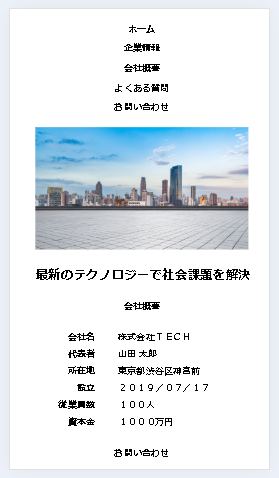 ホーム
企業情報
会社概要
よくある質問
お問い合わせ
最新のテクノロジーで社会課題を解決
会社概要
会社名 株式会社ＴＥＣＨ
代表者 山田 太郎
所在地 東京都渋谷区神宮前
設立 ２０１９／０７／１７
従業員数 １００人
資本金 １０００万円
お問い合わせ